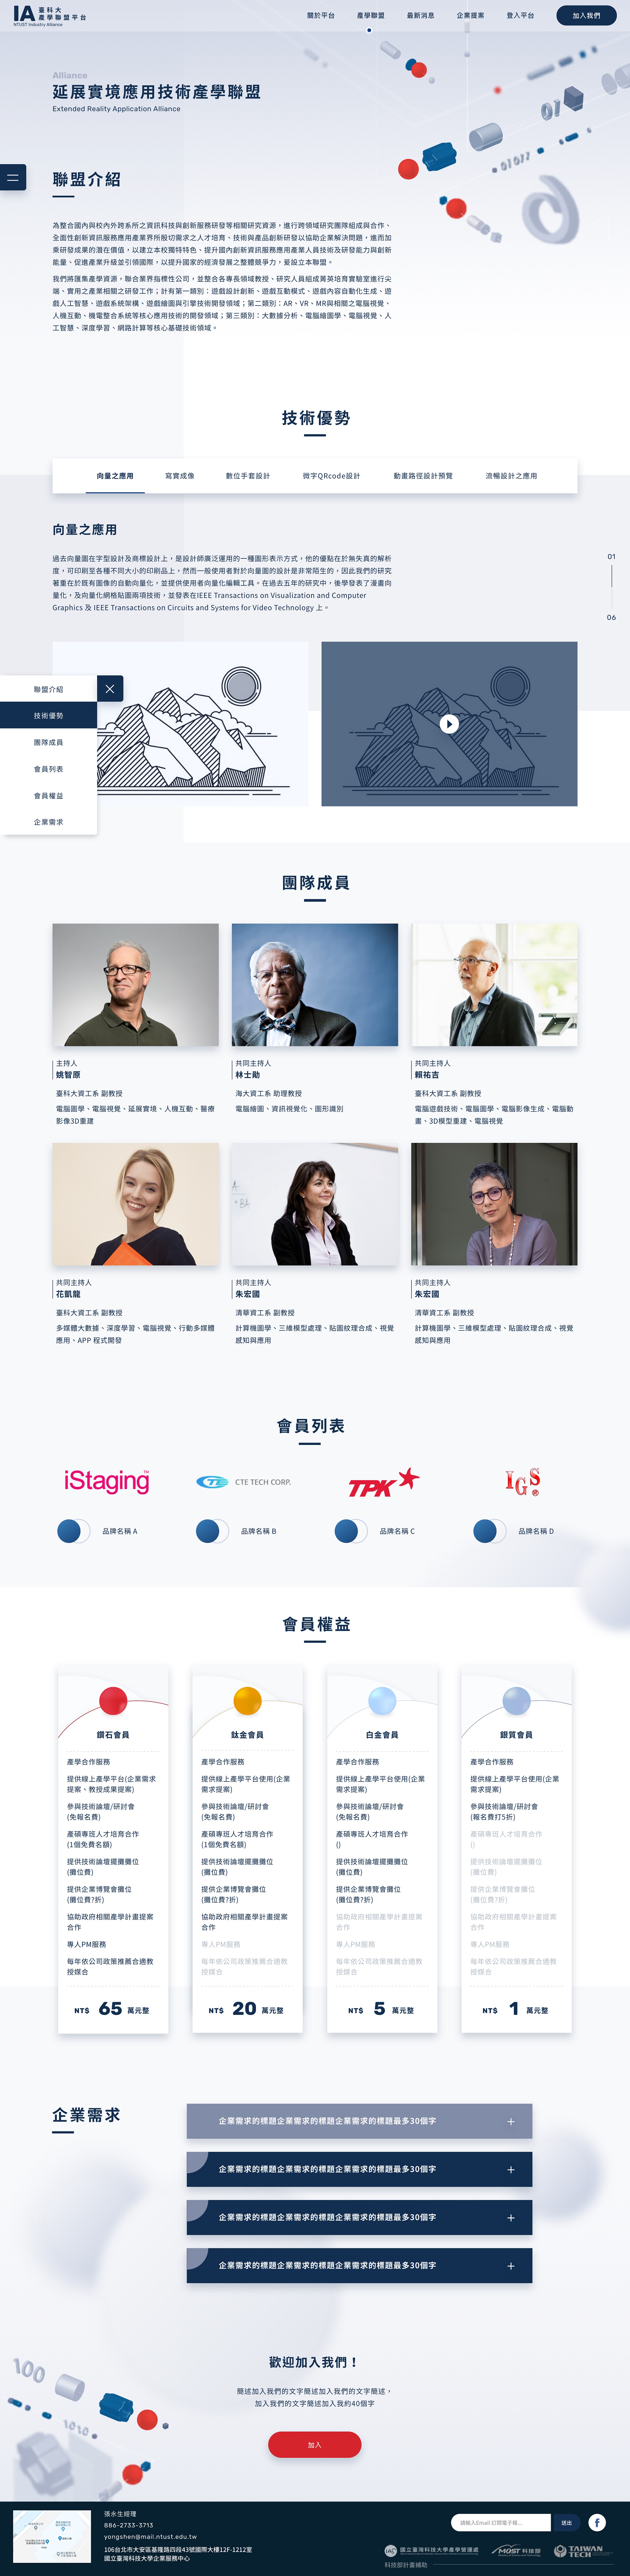 IA 臺科大
產學聯盟平台
NTUST Industry Alliance
關於平台
產學聯盟
最新消息
企業提案
登入平台
加入我們
Alliance
延展實境應用技術產學聯盟
Extended Reality Application Alliance
聯盟介紹
為整合國內與校內外跨系所之資訊科技與創新服務研發等相關研究資源，進行跨領域研究團隊組成與合作、
全面性創新資訊服務應用產業界所殷切需求之人才培育、技術與產品創新研發以協助企業解決問題，進而加
乘研發成果的潛在價值，以建立本校獨特特色、提升國內創新資訊服務應用產業人員技術及研發能力與創新
能量、促進產業升級並引領國際，以提升國家的經濟發展之整體競爭力，爰設立本聯盟。
我們將匯集產學資源，聯合業界指標性公司，並整合各專長領域教授、研究人員組成菁英培育實驗室進行尖
端、實用之產業相關之研發工作；計有第一類別：遊戲設計創新、遊戲互動模式、遊戲內容自動化生成、遊
戲人工智慧、遊戲系統架構、遊戲繪圖與引擎技術開發領域；第二類別：AR、VR、MR與相關之電腦視覺、
人機互動、機電整合系統等核心應用技術的開發領域；第三類別：大數據分析、電腦繪圖學、電腦視覺、人
工智慧、深度學習、網路計算等核心基礎技術領域。
技術優勢
向量之應用
寫實成像
數位手套設計
微字QRcode設計
動畫路徑設計預覽
流暢設計之應用
向量之應用
過去向量圖在字型設計及商標設計上，是設計師廣泛運用的一種圖形表示方式，他的優點在於無失真的解析
度，可印刷至各種不同大小的印刷品上，然而一般使用者對於向量圖的設計是非常陌生的，因此我們的研究
著重在於既有圖像的自動向量化，並提供使用者向量化編輯工具。在過去五年的研究中，後學發表了漫畫向
量化，及向量化網格貼圖兩項技術，並發表在IEEE Transactions on Visualization and Computer
Graphics 及 IEEE Transactions on Circuits and Systems for Video Technology 上。
01
06
聯盟介紹
技術優勢
團隊成員
會員列表
會員權益
企業需求
團隊成員
主持人
姚智原
臺科大資工系 副教授
電腦圖學、電腦視覺、延展實境、人機互動、醫療
影像3D重建
共同主持人
林士勛
海大資工系 助理教授
電腦繪圖、資訊視覺化、圖形識別
共同主持人
賴祐吉
臺科大資工系 副教授
電腦遊戲技術、電腦圖學、電腦影像生成、電腦動
畫、3D模型重建、電腦視覺
共同主持人
花凱龍
臺科大資工系 副教授
多媒體大數據、深度學習、電腦視覺、行動多媒體
應用、APP 程式開發
共同主持人
朱宏國
清華資工系 副教授
計算機圖學、三維模型處理、貼圖紋理合成、視覺
感知與應用
共同主持人
朱宏國
清華資工系 副教授
計算機圖學、三維模型處理、貼圖紋理合成、視覺
感知與應用
會員列表
iStaging
CTE TECH CORP.
TPK
IGS
品牌名稱 A
品牌名稱 B
品牌名稱 C
品牌名稱 D
會員權益
鑽石會員
產學合作服務
提供線上產學平台(企業需求
提案、教授成果提案)
參與技術論壇/研討會
(免報名費)
產碩專班人才培育合作
(1個免費名額)
提供技術論壇擺攤攤位
(攤位費)
提供企業博覽會攤位
(攤位費?折)
協助政府相關產學計畫提案
合作
專人PM服務
每年依公司政策推薦合適教
授媒合
NT$ 65 萬元整
鈦金會員
產學合作服務
提供線上產學平台使用(企業
需求提案)
參與技術論壇/研討會
(免報名費)
產碩專班人才培育合作
(1個免費名額)
提供技術論壇擺攤攤位
(攤位費)
提供企業博覽會攤位
(攤位費?折)
協助政府相關產學計畫提案
合作
專人PM服務
每年依公司政策推薦合適教
授媒合
NT$ 20 萬元整
白金會員
產學合作服務
提供線上產學平台使用(企業
需求提案)
參與技術論壇/研討會
(免報名費)
產碩專班人才培育合作
()
提供技術論壇擺攤攤位
(攤位費)
提供企業博覽會攤位
(攤位費?折)
協助政府相關產學計畫提案
合作
專人PM服務
每年依公司政策推薦合適教
授媒合
NT$ 5 萬元整
銀質會員
產學合作服務
提供線上產學平台使用(企業
需求提案)
參與技術論壇/研討會
(報名費打5折)
產碩專班人才培育合作
()
提供技術論壇擺攤攤位
(攤位費)
提供企業博覽會攤位
(攤位費?折)
協助政府相關產學計畫提案
合作
專人PM服務
每年依公司政策推薦合適教
授媒合
NT$ 1 萬元整
企業需求
企業需求的標題企業需求的標題企業需求的標題最多30個字
企業需求的標題企業需求的標題企業需求的標題最多30個字
企業需求的標題企業需求的標題企業需求的標題最多30個字
企業需求的標題企業需求的標題企業需求的標題最多30個字
歡迎加入我們！
簡述加入我們的文字簡述加入我們的文字簡述，
加入我們的文字簡述加入我約40個字
加入
張永生經理
886-2733-3713
yongshen@mail.ntust.edu.tw
106台北市大安區基隆路四段43號國際大樓12F-1212室
國立臺灣科技大學企業服務中心
請輸入Email 訂閱電子報...
送出
國立臺灣科技大學產學營運處
MOST 科技部
TAIWAN
TECH
科技部計畫補助